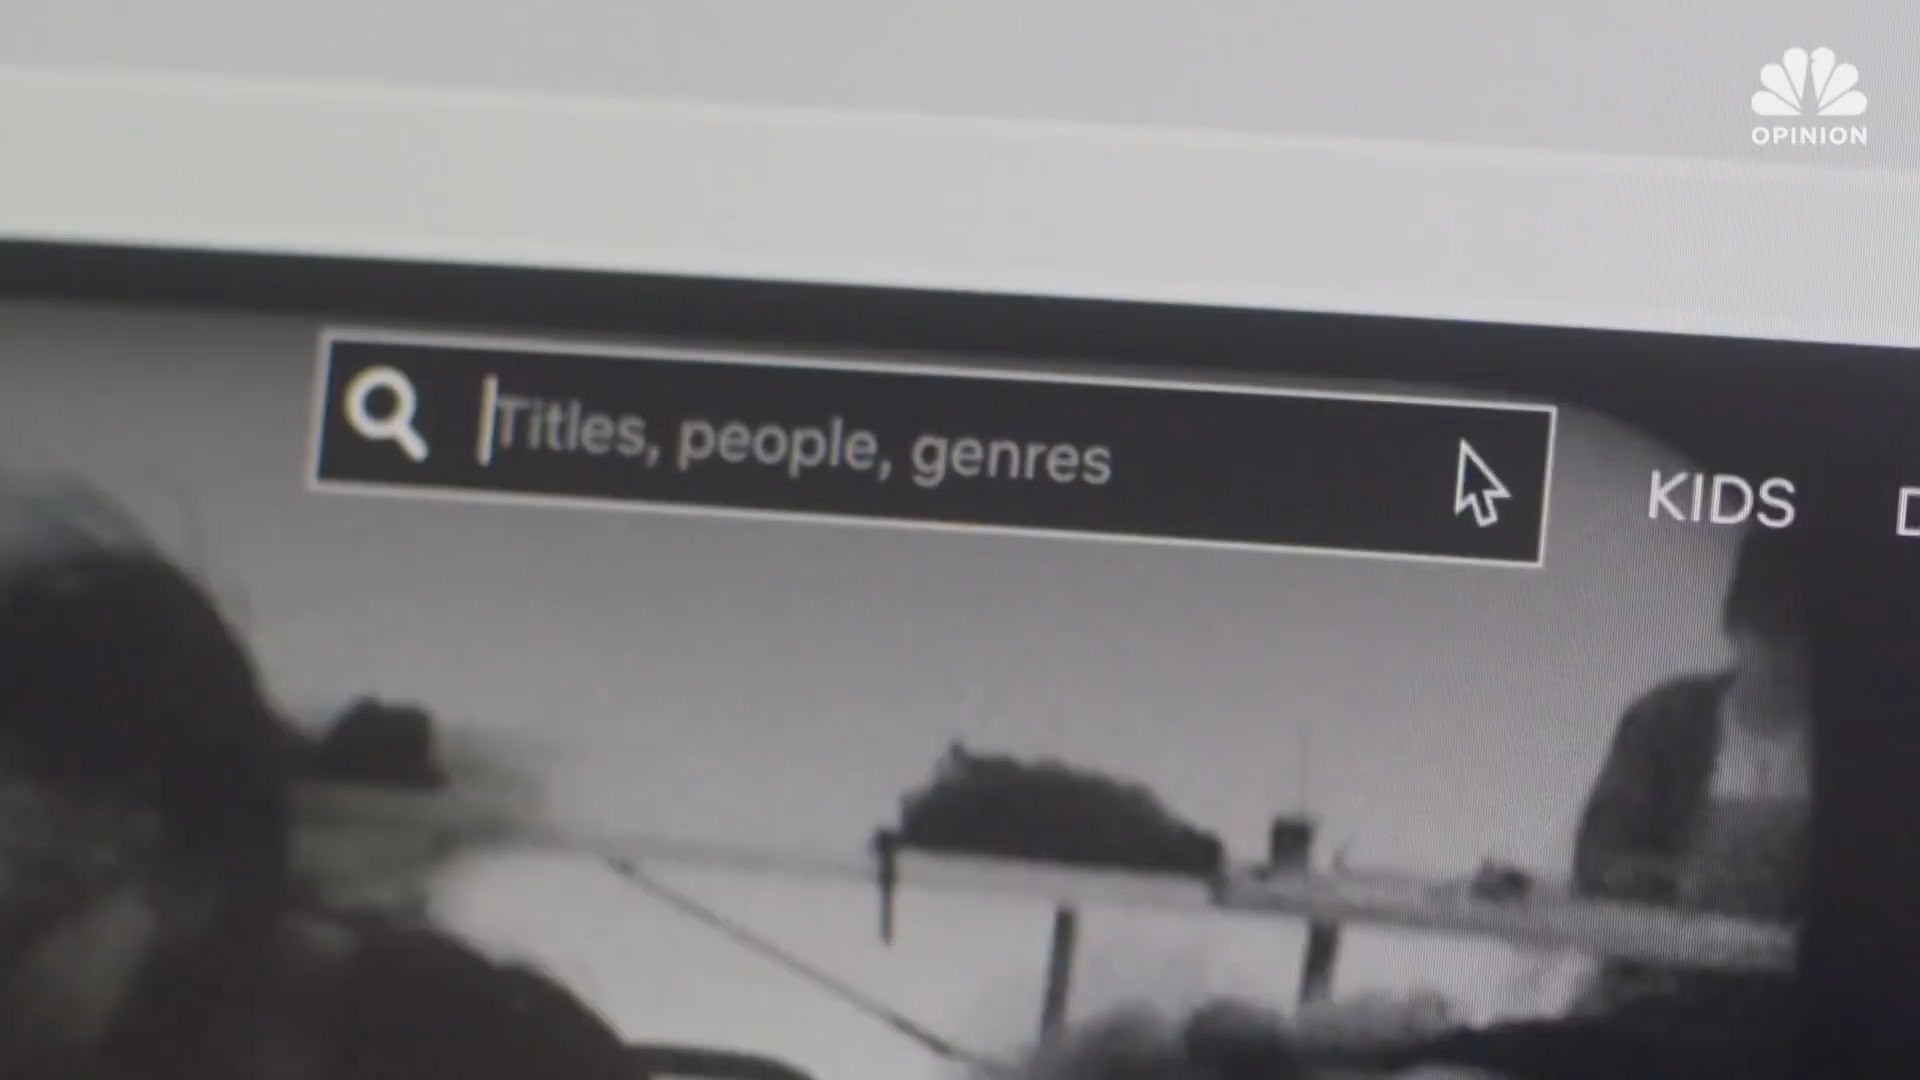 OPINION
Titles, people, genres
KIDS